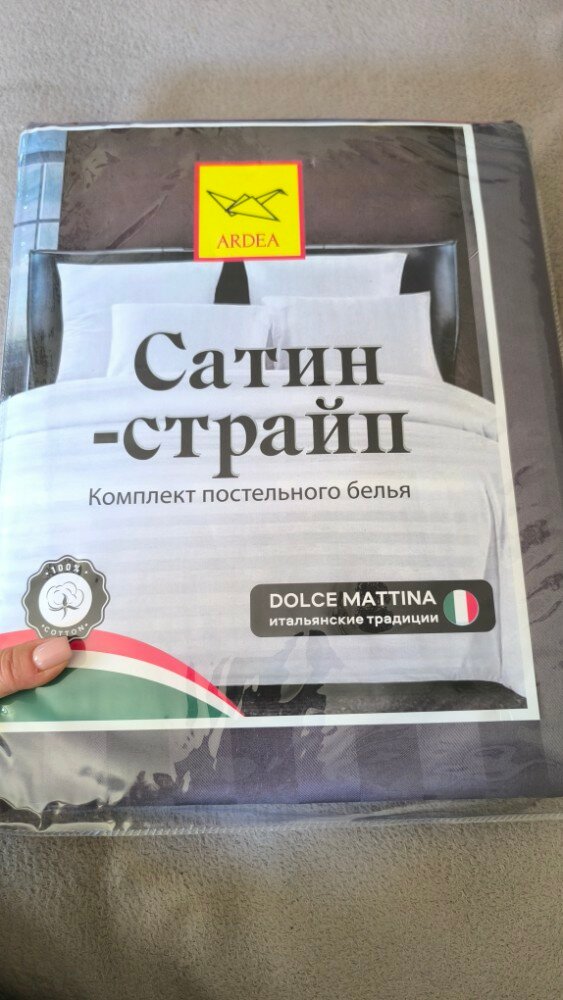 ARDEA
Сатин
-страйп
Комплект постельного белья
100%
COTTON
DOLCE MATTINA
итальянские традиции